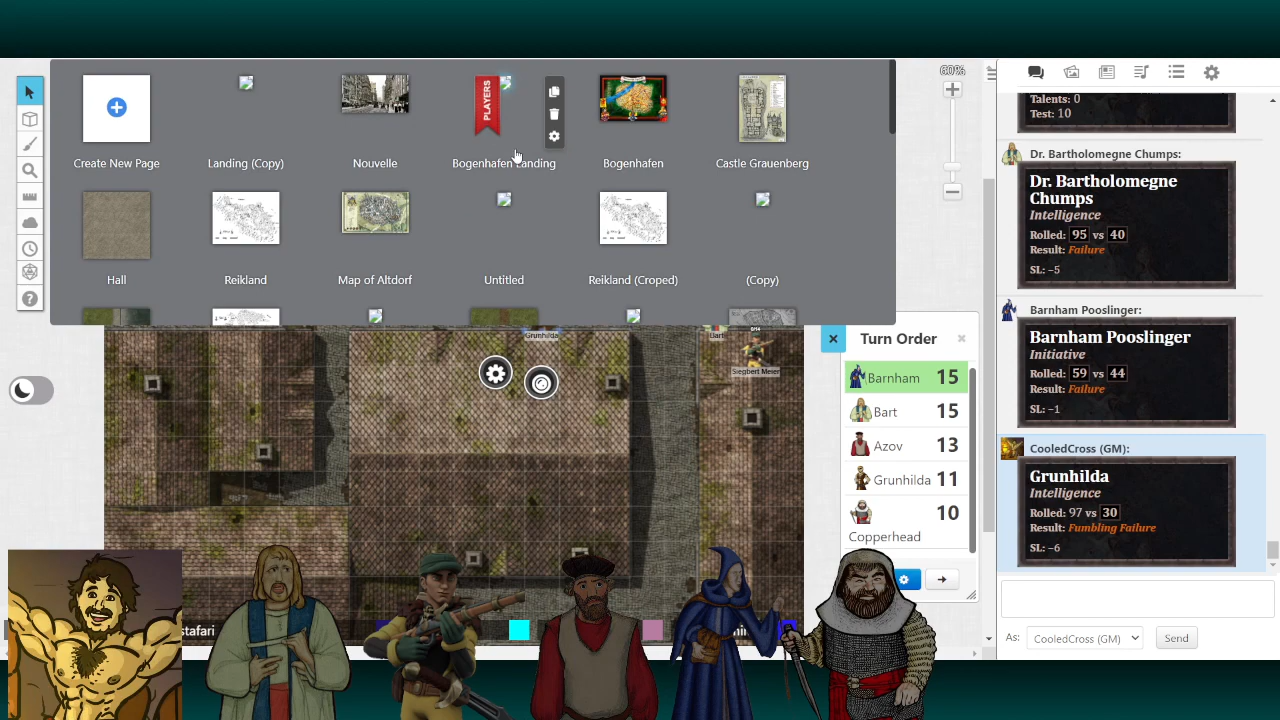 PLAYERS
Create New Page
Landing (Copy)
Nouvelle
Bogenhafen Landing
Bogenhafen
Castle Grauenberg
Hall
Reikland
Map of Altdorf
Untitled
Reikland (Croped)
(Copy)
60%
Grunhilda
Siegbert Meier
Turn Order
Barnham 15
Bart 15
Azov 13
Grunhilda 11
10
Copperhead
stafari
Talents: 0
Test: 10
Dr. Bartholomegne Chumps:
Dr. Bartholomegne
Chumps
Intelligence
Rolled: 95 vs 40
Result: Failure
SL: -5
Barnham Pooslinger:
Barnham Pooslinger
Initiative
Rolled: 59 vs 44
Result: Failure
SL: -1
CooledCross (GM):
Grunhilda
Intelligence
Rolled: 97 vs 30
Result: Fumbling Failure
SL: -6
As: CooledCross (GM) Send